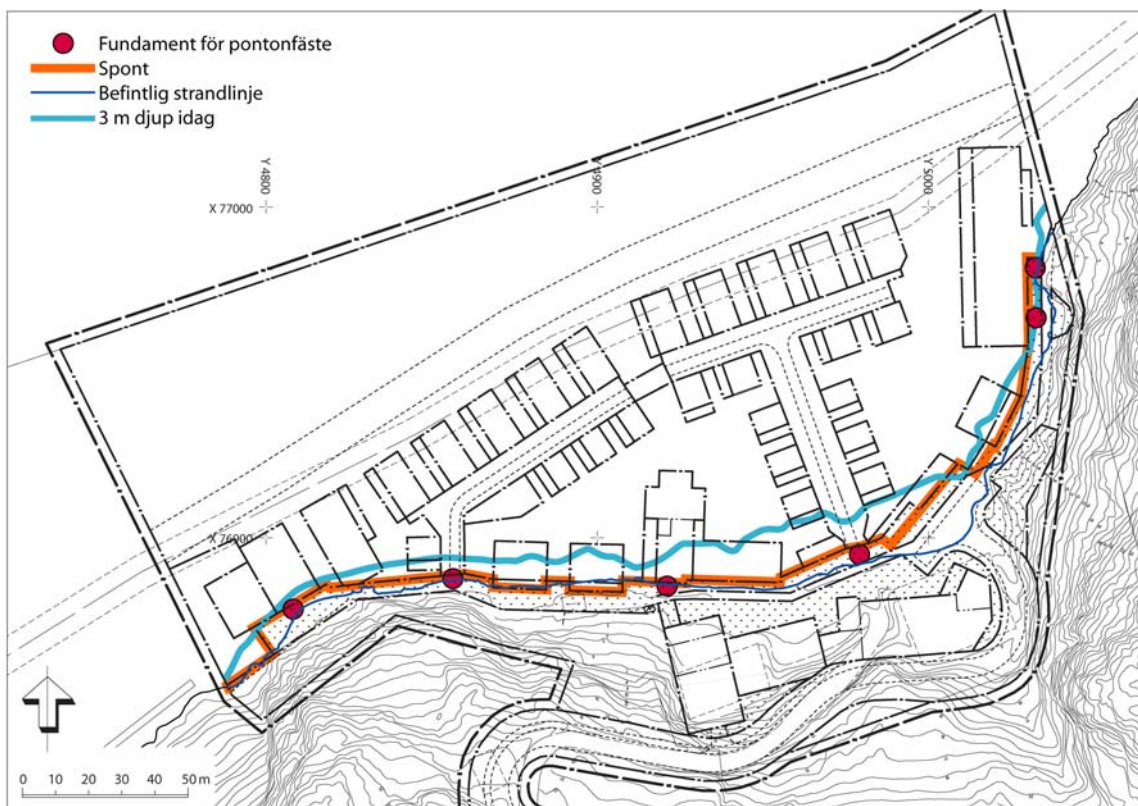 Fundament för pontonfäste
Spont
Befintlig strandlinje
3 m djup idag
Y 4800
Y 4900
Y 5000
X 77000
X 76900
0 10 20 30 40 50 m